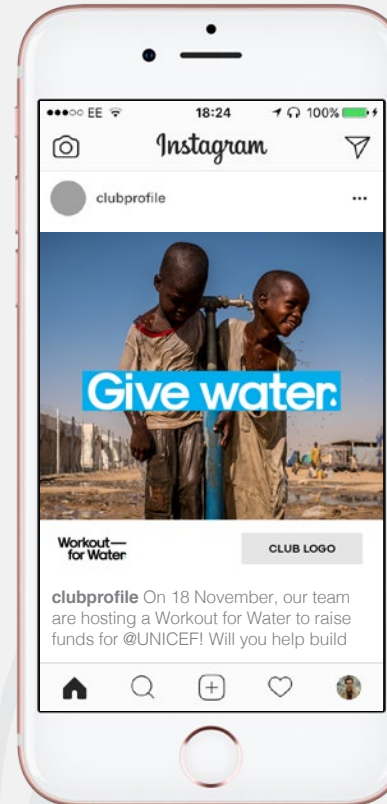 ●●●○○ EE 18:24 100%
Instagram
clubprofile
Give water.
Workout—
for Water
CLUB LOGO
clubprofile On 18 November, our team
are hosting a Workout for Water to raise
funds for @UNICEF! Will you help build